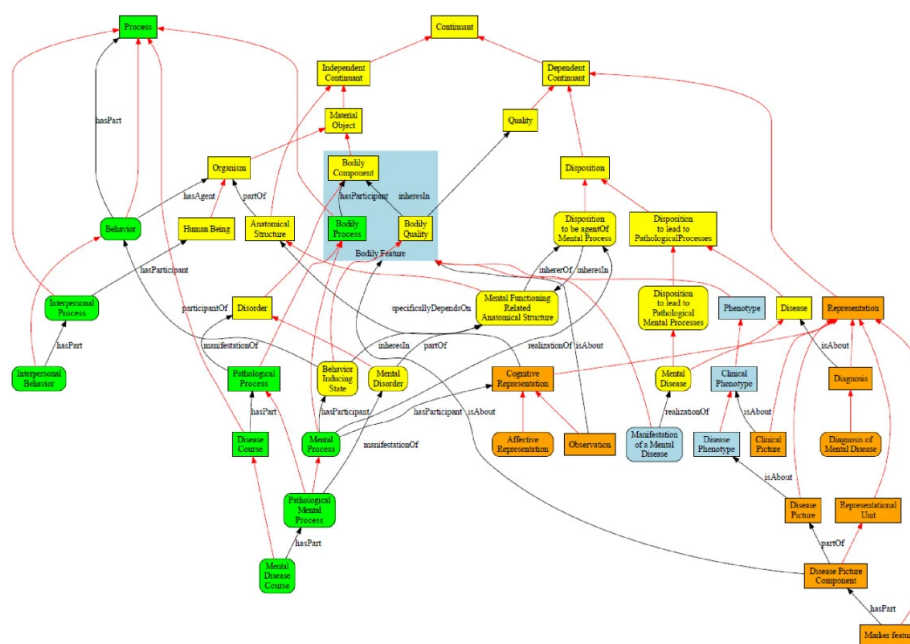 Process
Continuant
Independent
Continuant
Dependent
Continuant
hasPart
Material
Object
Quality
Organism
Bodily
Component
Disposition
hasAgent
partOf
hasParticipant
inheresIn
Behavior
Human Being
Anatomical
Structure
Bodily
Process
Bodily
Quality
Disposition
to be agentOf
Mental Process
Disposition
to lead to
PathologicalProcesses
Bodily Feature
hasParticipant
inhererOf
inheresIn
Interpersonal
Process
participantOf
Disorder
specificallyDependsOn
Mental Functioning
Related
Anatomical Structure
Disposition
to lead to
Pathological
Mental Processes
Phenotype
Disease
Representation
hasPart
manifestationOf
inheresIn
partOf
realizationOf
isAbout
isAbout
Interpersonal
Behavior
Pathological
Process
Behavior
Inducing
State
Mental
Disorder
Cognitive
Representation
Mental
Disease
Clinical
Phenotype
Diagnosis
hasPart
hasParticipant
hasParticipant
isAbout
realizationOf
isAbout
Disease
Course
Mental
Process
manifestationOf
Affective
Representation
Observation
Manifestation
of a Mental
Disease
Disease
Phenotype
Clinical
Picture
Diagnosis of
Mental Disease
isAbout
Pathological
Mental
Process
Disease
Picture
Representational
Unit
hasPart
partOf
Mental
Disease
Course
Disease Picture
Component
hasPart
Marker featur